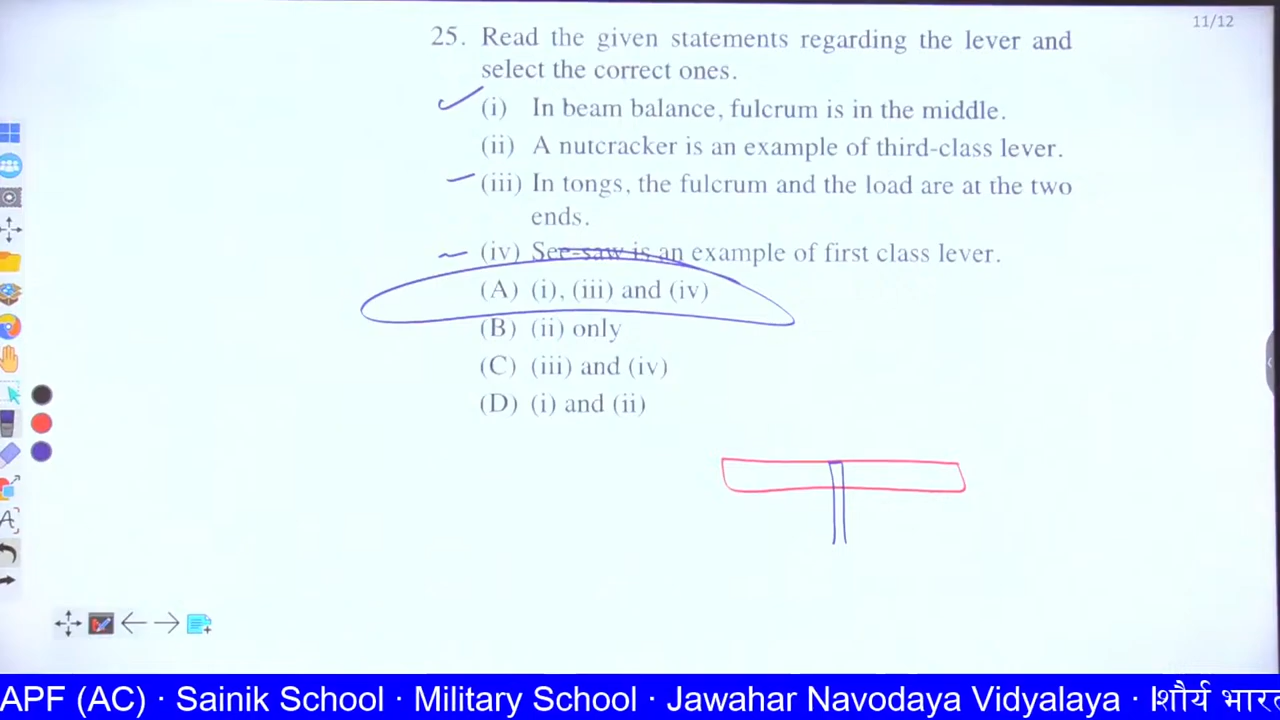 11/12
25. Read the given statements regarding the lever and
select the correct ones.
(i) In beam balance, fulcrum is in the middle.
(ii) A nutcracker is an example of third-class lever.
(iii) In tongs, the fulcrum and the load are at the two
ends.
(iv) See-saw is an example of first class lever.
(A) (i), (iii) and (iv)
(B) (ii) only
(C) (iii) and (iv)
(D) (i) and (ii)
APF (AC) · Sainik School · Military School · Jawahar Navodaya Vidyalaya · शौर्य